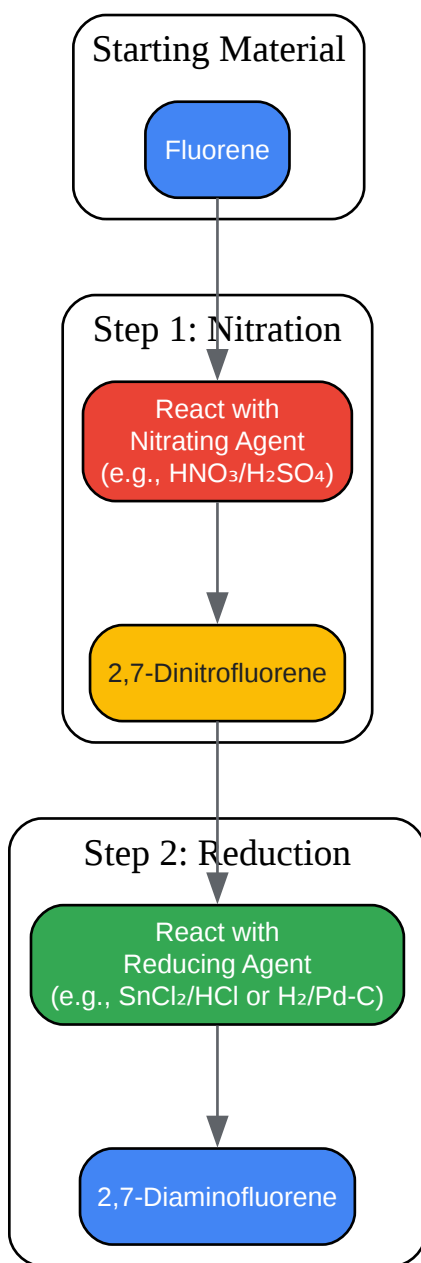 Starting Material
Fluorene
Step 1: Nitration
React with
Nitrating Agent
(e.g., HNO₃/H₂SO₄)
2,7-Dinitrofluorene
Step 2: Reduction
React with
Reducing Agent
(e.g., SnCl₂/HCl or H₂/Pd-C)
2,7-Diaminofluorene